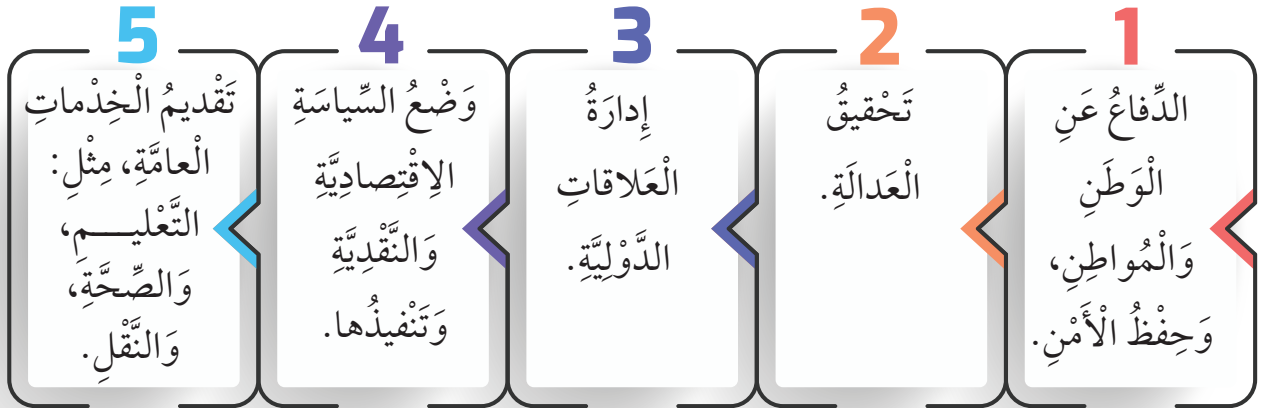 1
الدِّفاعُ عَنِ
الْوَطَنِ
وَالْمُواطِنِ،
وَحِفْظُ الْأَمْنِ.
2
تَحْقيقُ
الْعَدالَةِ.
3
إِدارَةُ
الْعَلاقاتِ
الدَّوْلِيَّةِ.
4
وَضْعُ السِّياسَةِ
الِاقْتِصادِيَّةِ
وَالنَّقْدِيَّةِ
وَتَنْفيذُها.
5
تَقْديمُ الْخِدْماتِ
الْعامَّةِ، مِثْلِ:
التَّعْليـــمِ،
وَالصِّحَّةِ،
وَالنَّقْلِ.